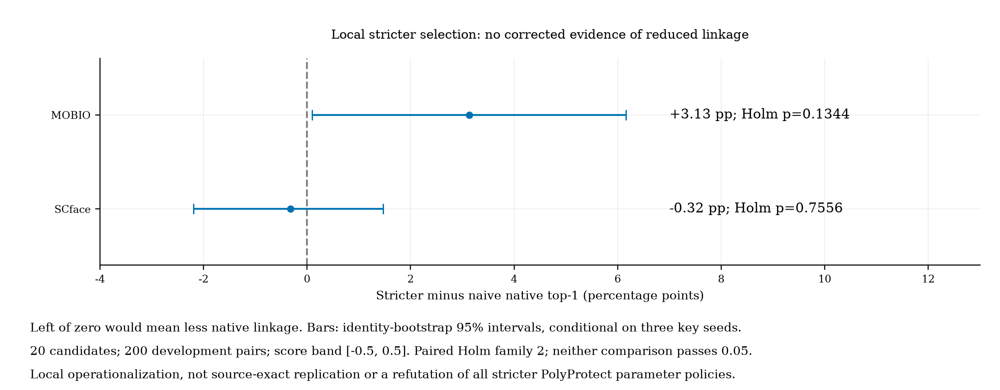 Local stricter selection: no corrected evidence of reduced linkage
MOBIO
+3.13 pp; Holm p=0.1344
SCface
-0.32 pp; Holm p=0.7556
-4 -2 0 2 4 6 8 10 12
Stricter minus naive native top-1 (percentage points)
Left of zero would mean less native linkage. Bars: identity-bootstrap 95% intervals, conditional on three key seeds.
20 candidates; 200 development pairs; score band [-0.5, 0.5]. Paired Holm family 2; neither comparison passes 0.05.
Local operationalization, not source-exact replication or a refutation of all stricter PolyProtect parameter policies.